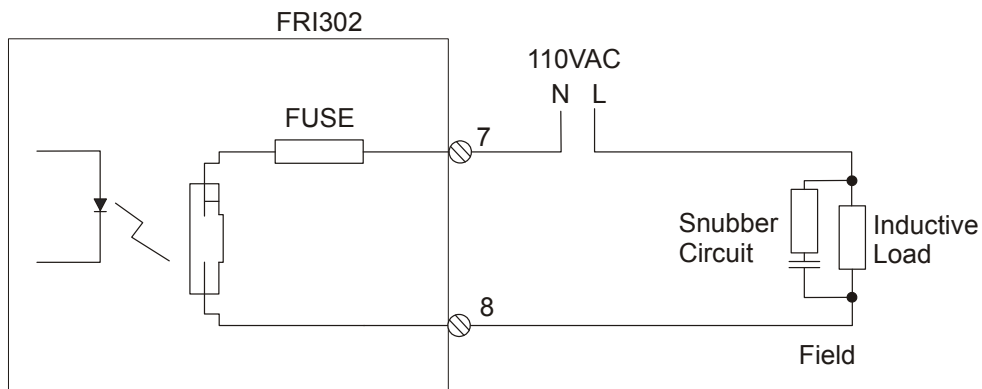 FRI302
110VAC
N L
FUSE
7
Snubber
Circuit
Inductive
Load
8
Field